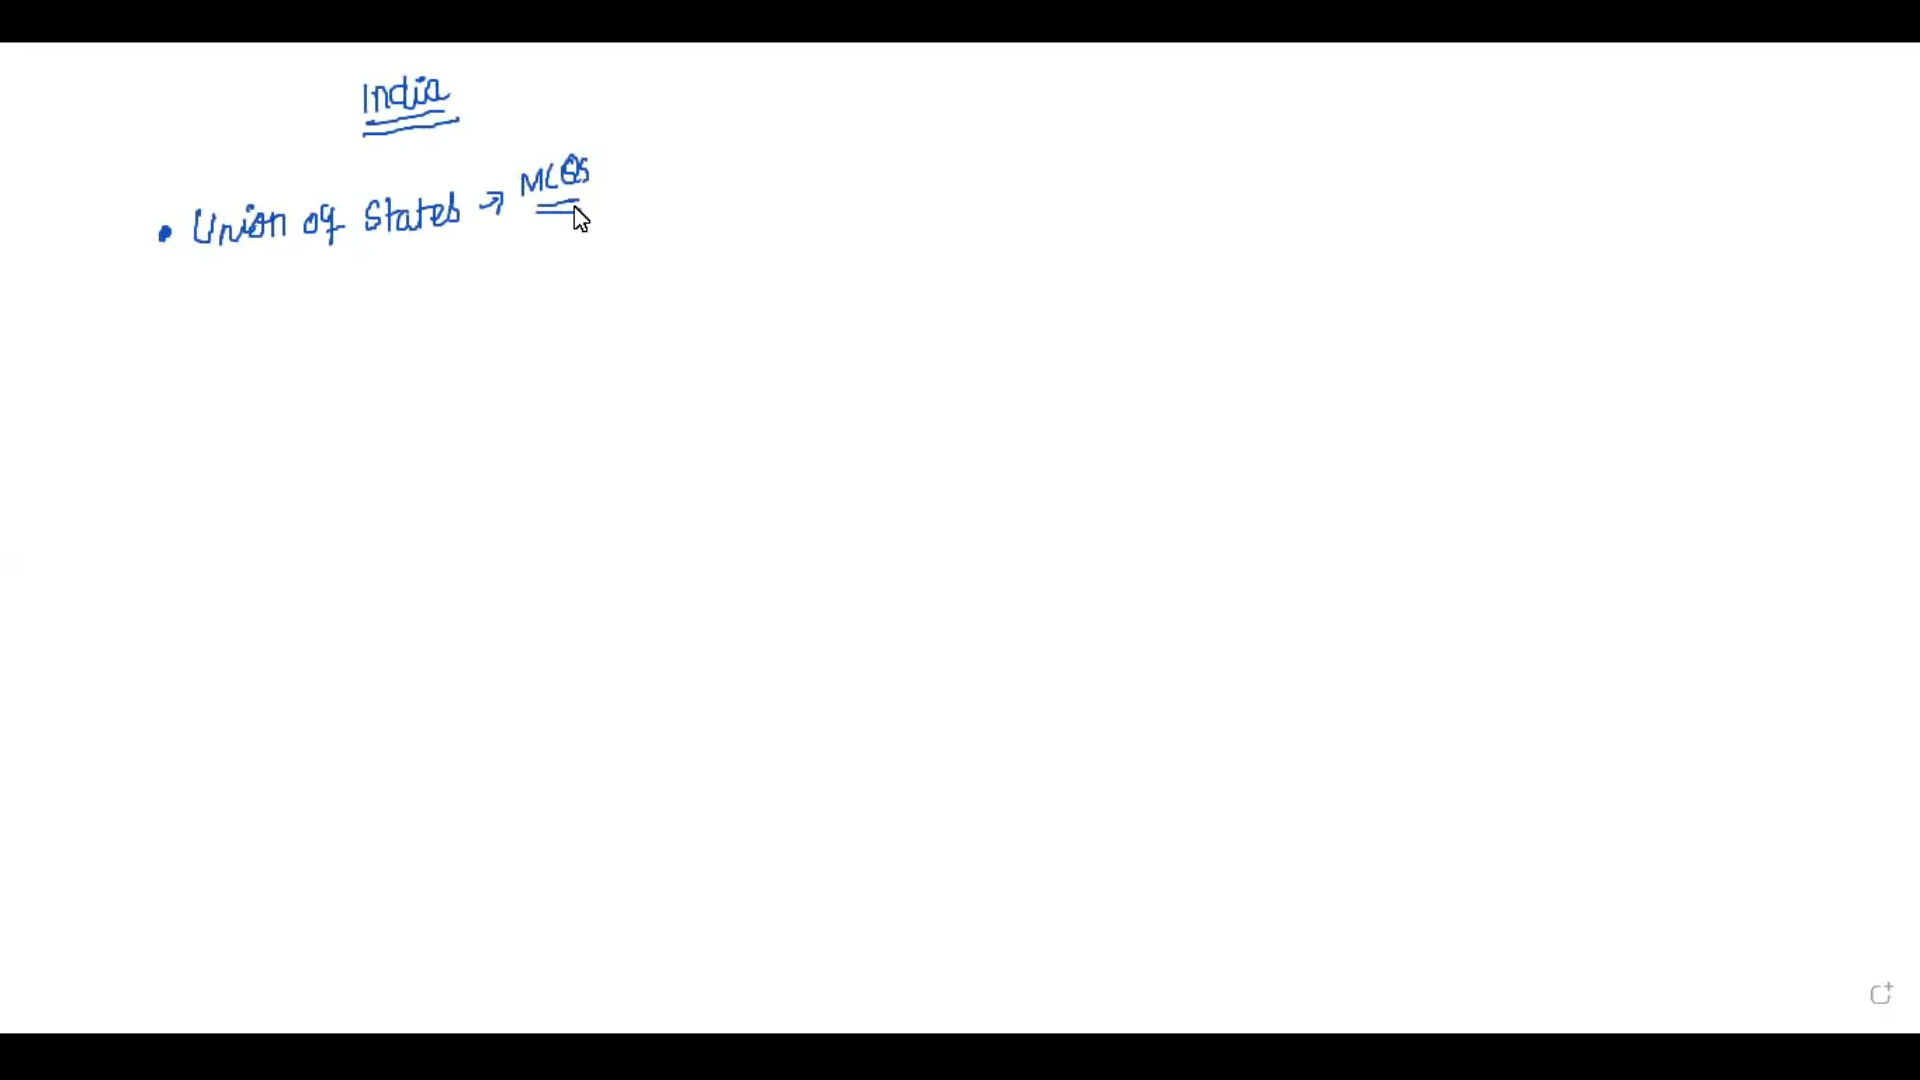 India
• Union of States → MCQs